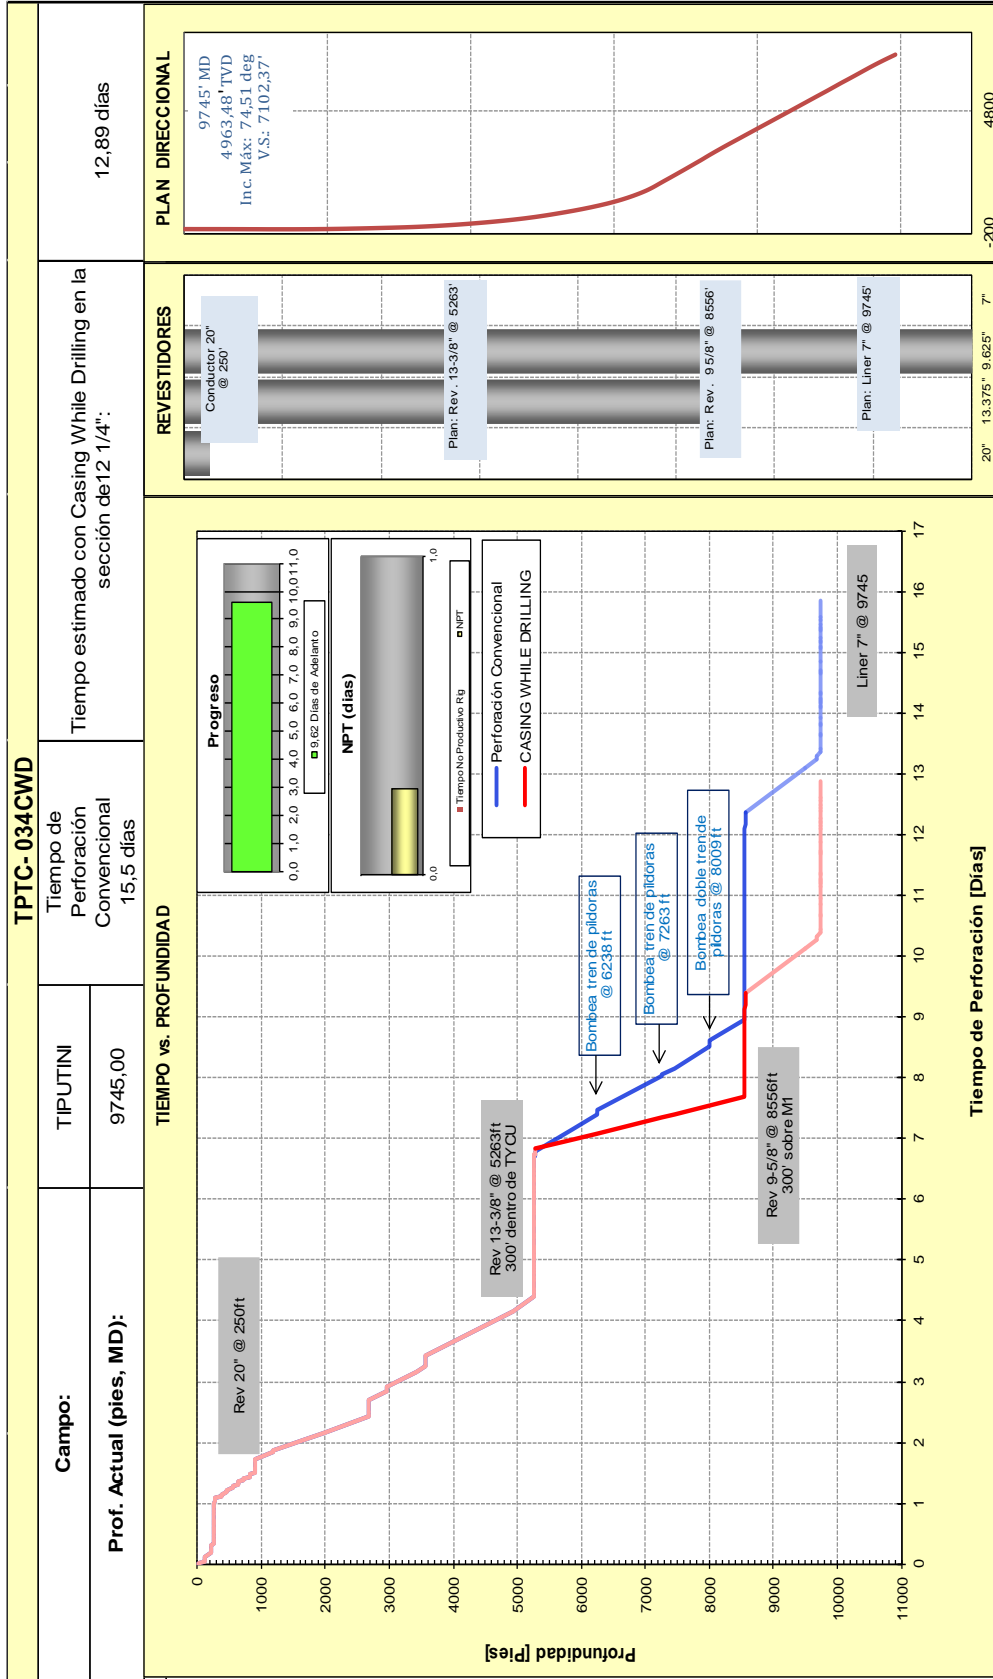 TPTC- 034CWD
Campo:
TIPUTINI
Tiempo de
Perforación
Convencional
15,5 días
Tiempo estimado con Casing While Drilling en la
sección de12 1/4":
12,89 días
Prof. Actual (pies, MD):
9745,00
TIEMPO vs. PROFUNDIDAD
REVESTIDORES
PLAN DIRECCIONAL
Profundidad [Pies]
0
1000
2000
3000
4000
5000
6000
7000
8000
9000
10000
11000
0 1 2 3 4 5 6 7 8 9 10 11 12 13 14 15 16 17
Tiempo de Perforación [Días]
Rev 20" @ 250ft
Rev 13-3/8" @ 5263ft
300' dentro de TYCU
Rev 9-5/8" @ 8556ft
300' sobre M1
Liner 7" @ 9745
Bombea tren de píldoras
@ 6238 ft
Bombea tren de píldoras
@ 7263 ft
Bombea doble tren de
píldoras @ 8009ft
Progreso
0,0 1,0 2,0 3,0 4,0 5,0 6,0 7,0 8,0 9,0 10,0 11,0
9,62 Días de Adelanto
NPT (días)
0,0 1,0
Tiempo No Productivo Rig NPT
Perforación Convencional
CASING WHILE DRILLING
Conductor 20"
@ 250'
Plan: Rev. 13-3/8" @ 5263'
Plan: Rev. 9 5/8" @ 8556'
Plan: Liner 7" @ 9745'
20" 13.375" 9.625" 7"
9745' MD
4963,48' TVD
Inc. Máx: 74,51 deg
V.S.: 7102,37'
-200 4800